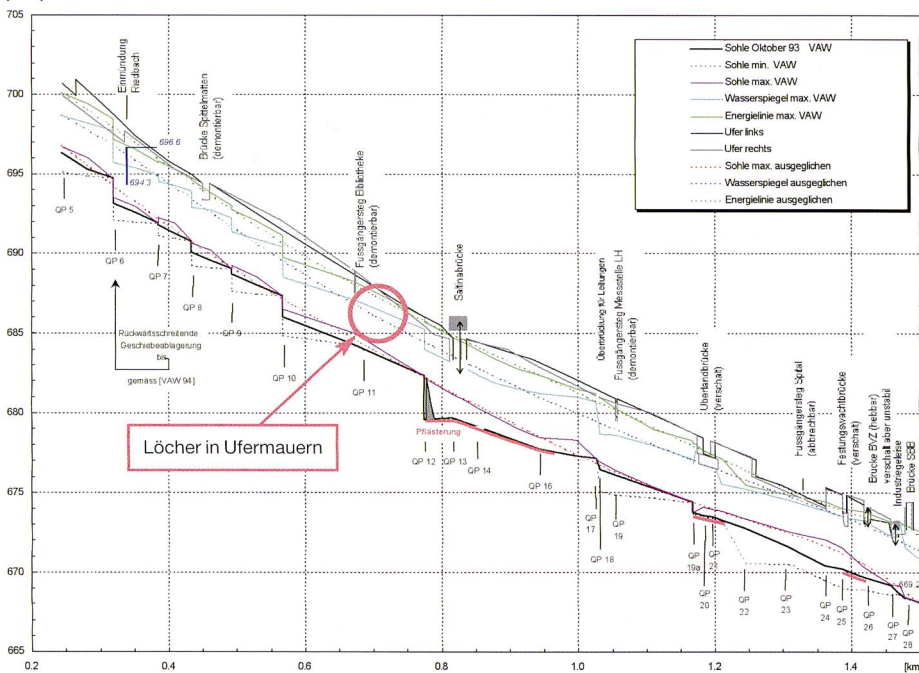 705
700
695
690
685
680
675
670
665
0.2
0.4
0.6
0.8
1.0
1.2
1.4
[km
Sohle Oktober 93 VAW
Sohle min. VAW
Sohle max. VAW
Wasserspiegel max. VAW
Energielinie max. VAW
Ufer links
Ufer rechts
Sohle max. ausgeglichen
Wasserspiegel ausgeglichen
Energielinie ausgeglichen
Einmündung
Riedbach
Brücke Spittelmatten
(demontierbar)
Fussgängersteg Bibliotheke
(demontierbar)
Saltinabrücke
Überbrückung für Leitungen
Fussgängersteg Messstelle LH
(demontierbar)
Überlandbrücke
(verschalt)
Fussgängersteg Spital
(abbrechbar)
Festungswachtbrücke
(verschalt)
Brücke BVZ (hebbar)
verschalt aber unstabil
Industriegeleise
Brücke SBB
696.6
694.3
669.2
QP 5
QP 6
QP 7
QP 8
QP 9
QP 10
QP 11
QP 12
QP 13
QP 14
QP 16
QP
17
QP 18
QP
19
QP
19a
QP
20
QP
21
QP
22
QP
23
QP
24
QP
25
QP
26
QP
27
QP
28
Rückwärtsschreitende
Geschiebeablagerung
bis
gemäss [VAW 94]
Pflästerung
Löcher in Ufermauern